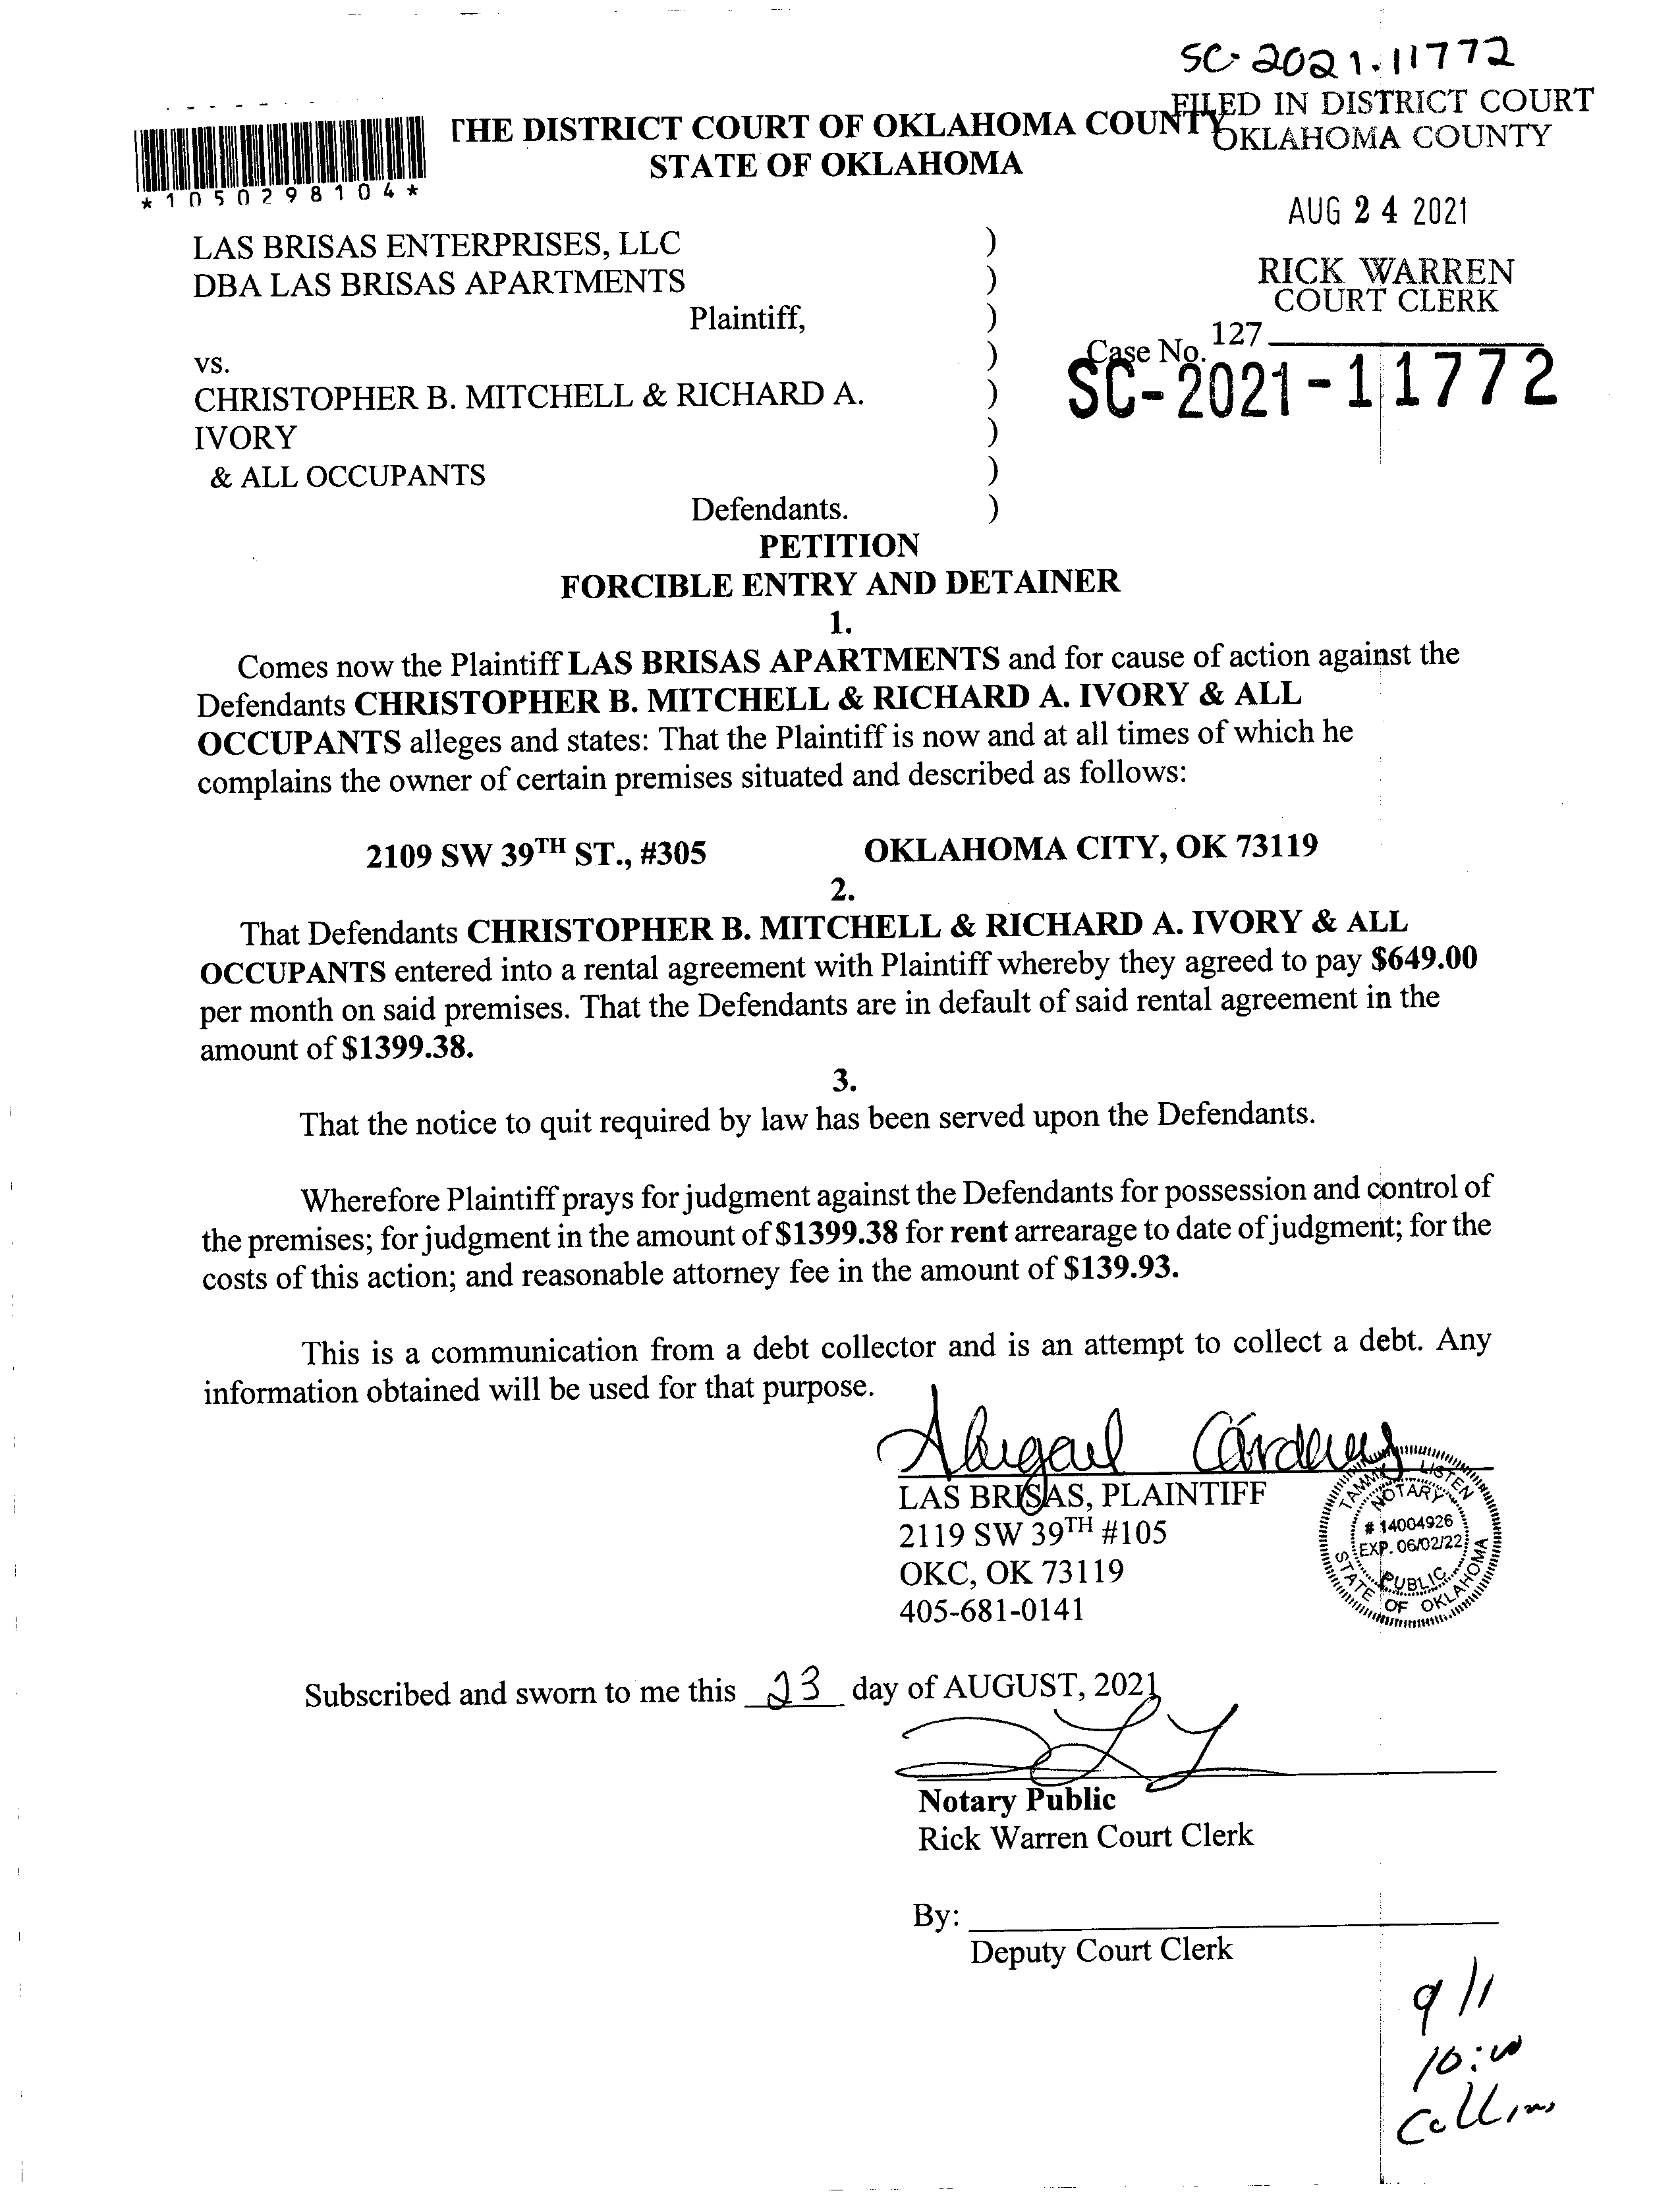 SC-2021-11772
FILED IN DISTRICT COURT
OKLAHOMA COUNTY
THE DISTRICT COURT OF OKLAHOMA COUNTY
STATE OF OKLAHOMA
*1050298104*
AUG 24 2021
RICK WARREN
COURT CLERK
127
LAS BRISAS ENTERPRISES, LLC )
DBA LAS BRISAS APARTMENTS )
Plaintiff, )
vs. ) Case No.
SC-2021-11772
CHRISTOPHER B. MITCHELL & RICHARD A. )
IVORY )
& ALL OCCUPANTS )
Defendants. )
PETITION
FORCIBLE ENTRY AND DETAINER
1.
Comes now the Plaintiff LAS BRISAS APARTMENTS and for cause of action against the
Defendants CHRISTOPHER B. MITCHELL & RICHARD A. IVORY & ALL
OCCUPANTS alleges and states: That the Plaintiff is now and at all times of which he
complains the owner of certain premises situated and described as follows:
2109 SW 39TH ST., #305 OKLAHOMA CITY, OK 73119
2.
That Defendants CHRISTOPHER B. MITCHELL & RICHARD A. IVORY & ALL
OCCUPANTS entered into a rental agreement with Plaintiff whereby they agreed to pay $649.00
per month on said premises. That the Defendants are in default of said rental agreement in the
amount of $1399.38.
3.
That the notice to quit required by law has been served upon the Defendants.
Wherefore Plaintiff prays for judgment against the Defendants for possession and control of
the premises; for judgment in the amount of $1399.38 for rent arrearage to date of judgment; for the
costs of this action; and reasonable attorney fee in the amount of $139.93.
This is a communication from a debt collector and is an attempt to collect a debt. Any
information obtained will be used for that purpose.
Abigail Cárdenas
LAS BRISAS, PLAINTIFF
2119 SW 39TH #105
OKC, OK 73119
405-681-0141
TAMMY LISTEN
NOTARY
# 14004926
EXP. 06/02/22
PUBLIC
STATE OF OKLAHOMA
Subscribed and sworn to me this 23 day of AUGUST, 2021
Notary Public
Rick Warren Court Clerk
By:
Deputy Court Clerk
9/1
10:00
Collins